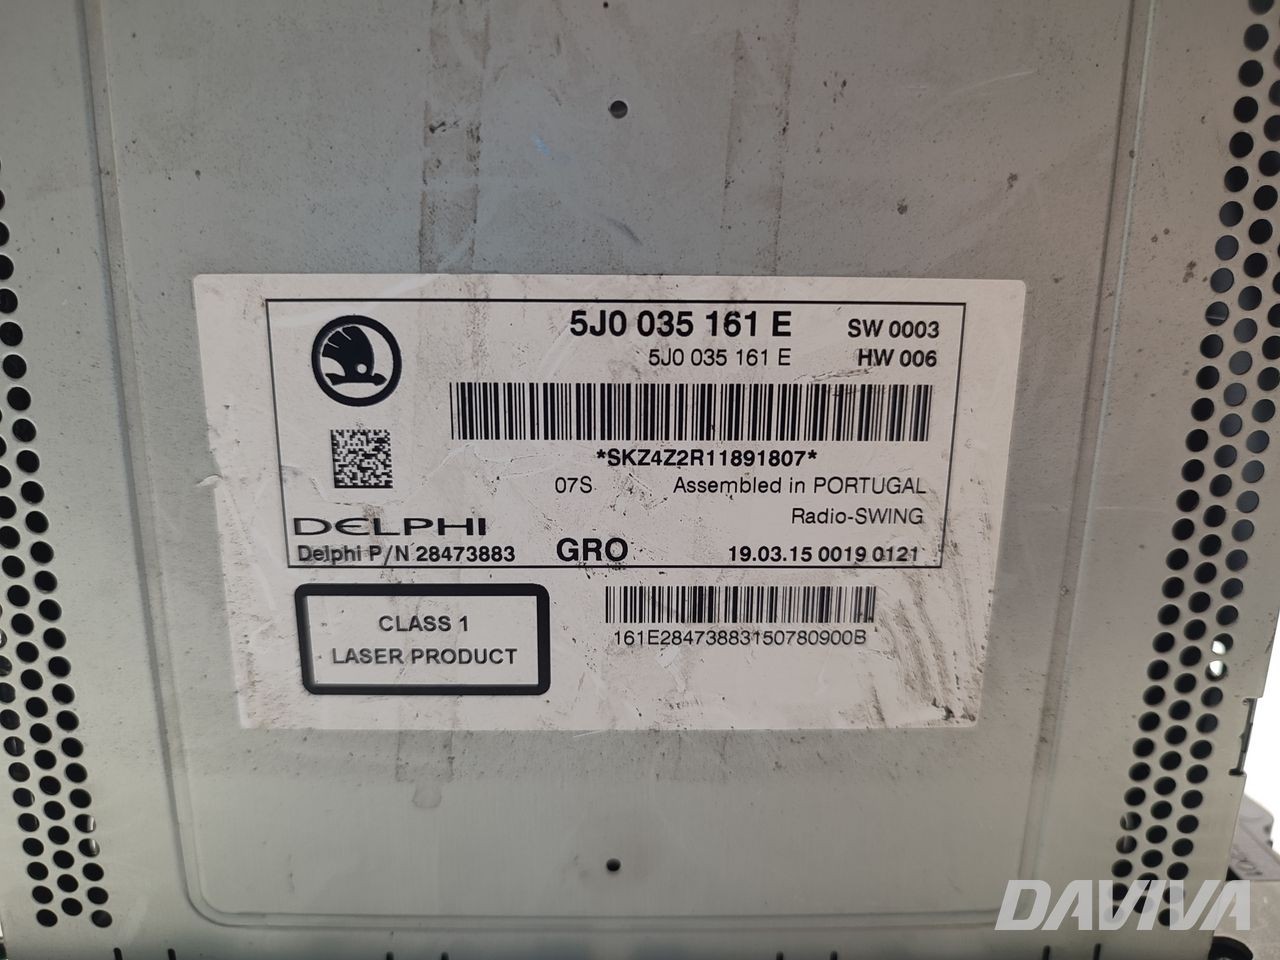 5J0 035 161 E SW 0003
5J0 035 161 E HW 006
*SKZ4Z2R11891807*
07S Assembled in PORTUGAL
Radio-SWING
DELPHI
Delphi P/N 28473883 GRO 19.03.15 0019 0121
CLASS 1
LASER PRODUCT
161E28473883150780900B
DAVIVA